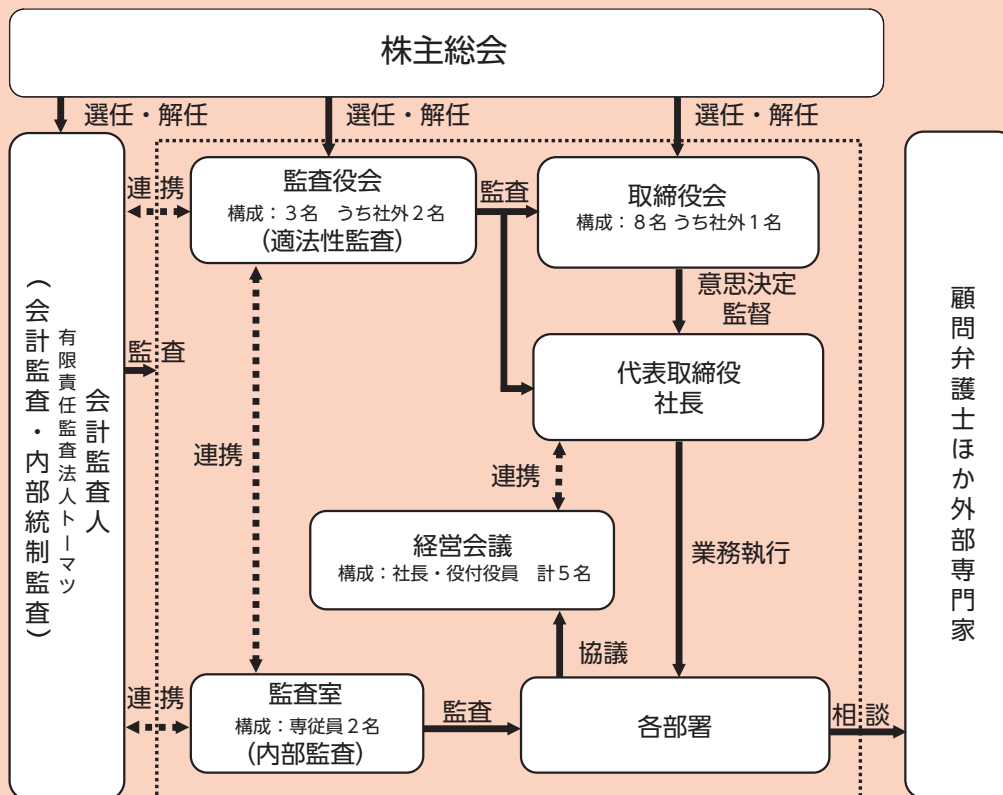 株主総会
選任・解任
選任・解任
選任・解任
会計監査人
有限責任監査法人トーマツ
(会計監査・内部統制監査)
連携
監査役会
構成:3名 うち社外2名
(適法性監査)
監査
取締役会
構成:8名 うち社外1名
意思決定
監督
監査
代表取締役
社長
連携
連携
経営会議
構成:社長・役付役員 計5名
業務執行
協議
連携
監査室
構成:専従員2名
(内部監査)
監査
各部署
相談
顧問弁護士ほか外部専門家